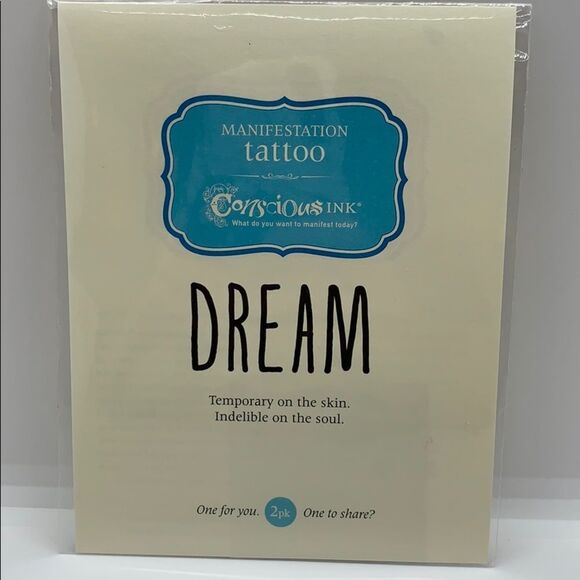 MANIFESTATION
tattoo
Conscious INK®
What do you want to manifest today?
DREAM
Temporary on the skin.
Indelible on the soul.
One for you. 2pk One to share?